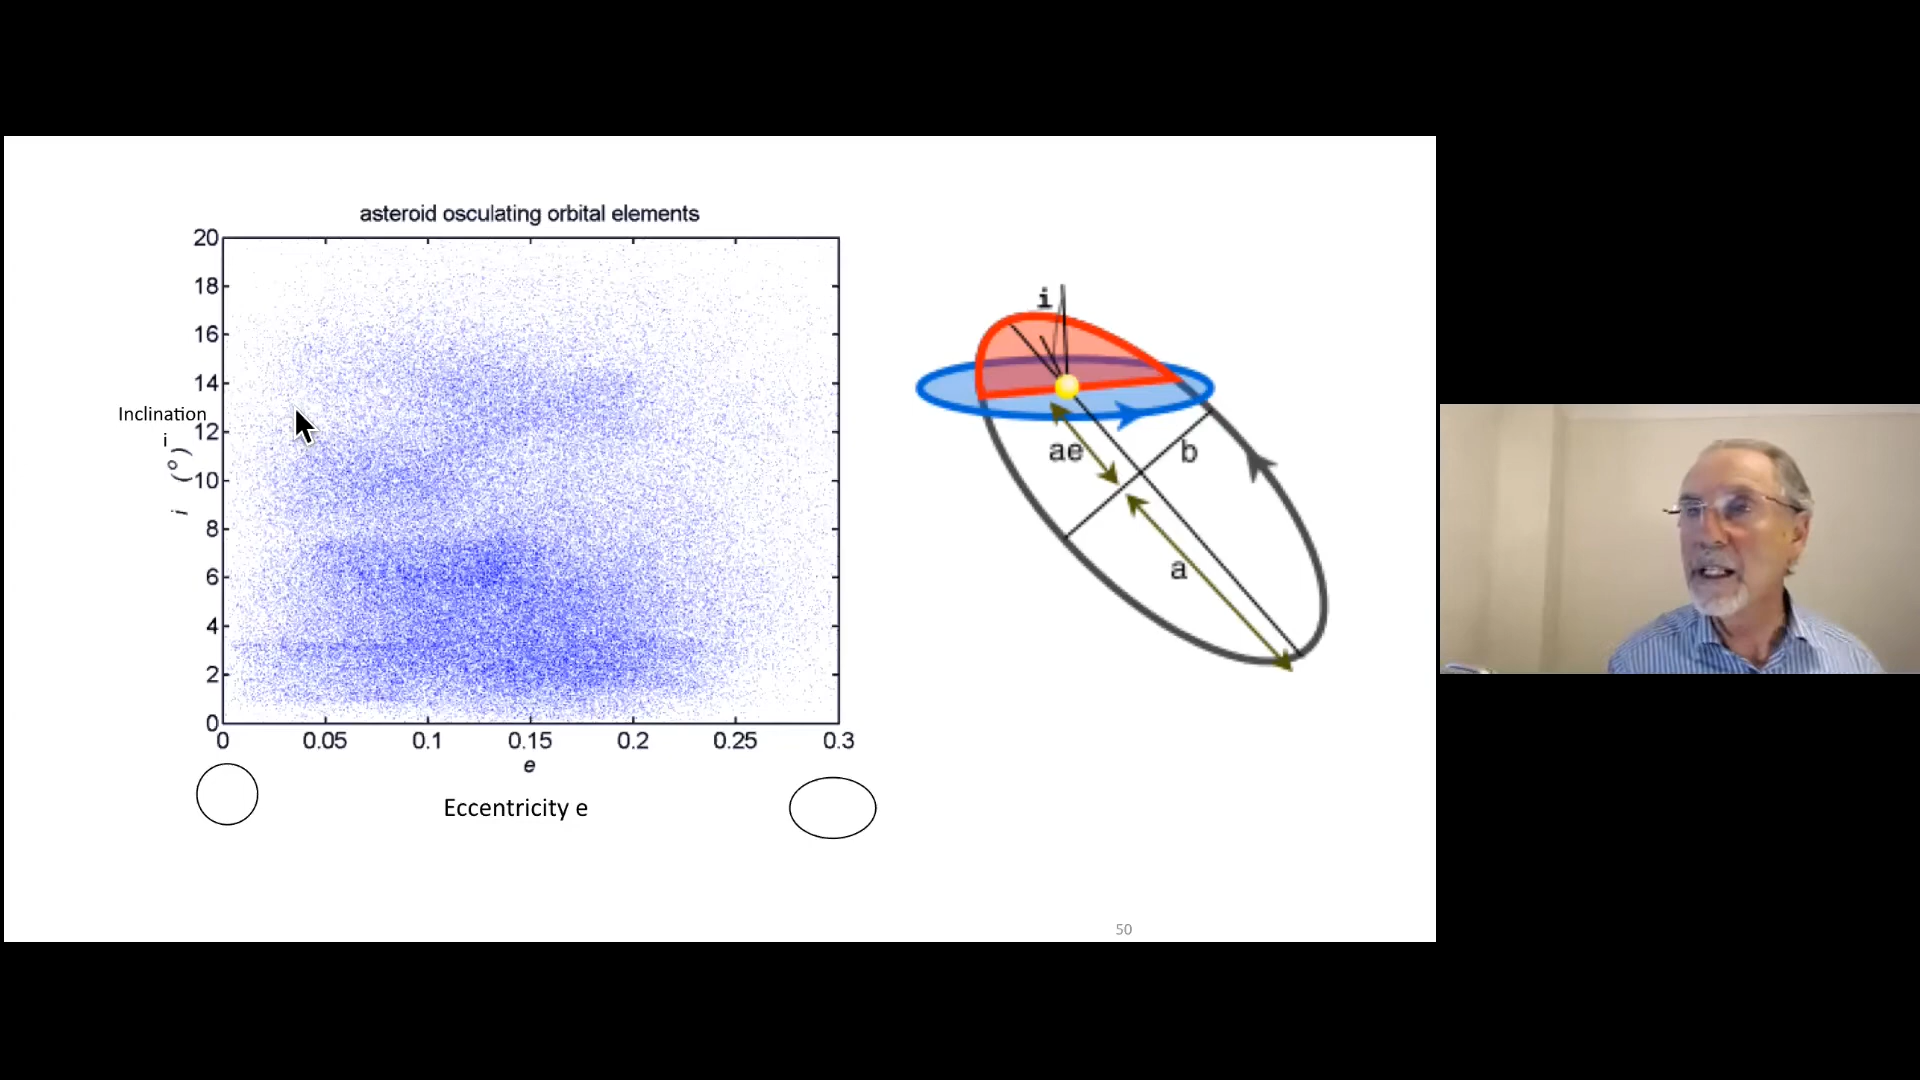 asteroid osculating orbital elements
20
18
16
14
12
10
8
6
4
2
0
Inclination
i
i (°)
0 0.05 0.1 0.15 0.2 0.25 0.3
e
Eccentricity e
i
ae
b
a
50